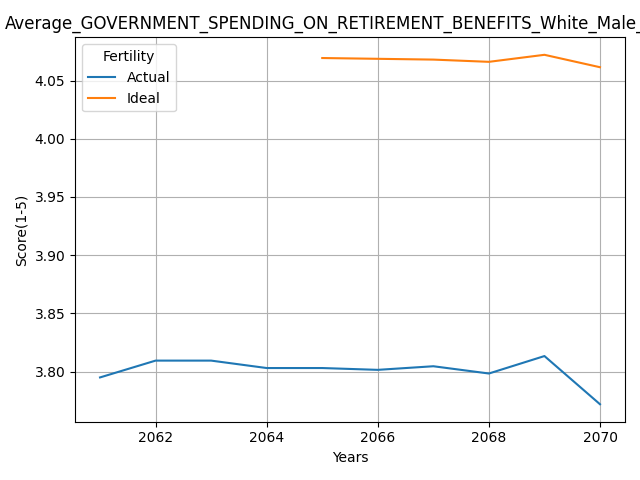 Average_GOVERNMENT_SPENDING_ON_RETIREMENT_BENEFITS_White_Male_
Fertility
Actual
Ideal
4.05
4.00
3.95
3.90
3.85
3.80
Score(1-5)
2062 2064 2066 2068 2070
Years